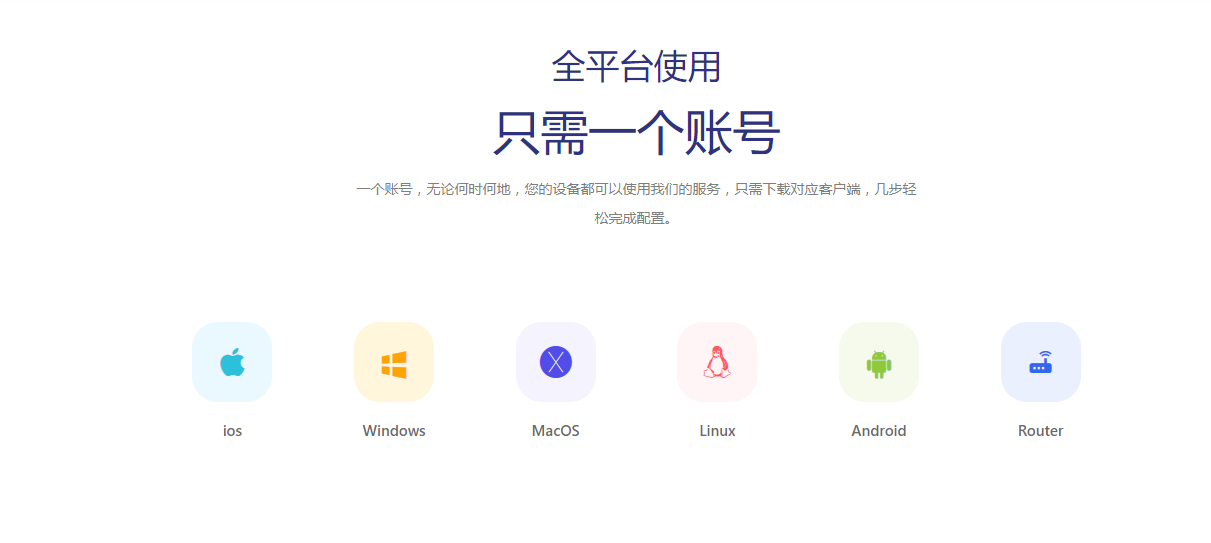 全平台使用
只需一个账号
一个账号，无论何时何地，您的设备都可以使用我们的服务，只需下载对应客户端，几步轻
松完成配置。
ios Windows MacOS Linux Android Router